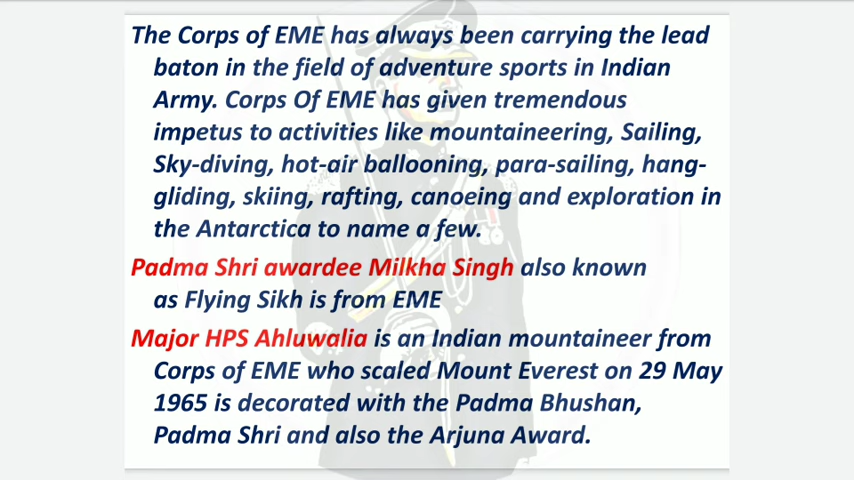 The Corps of EME has always been carrying the lead
baton in the field of adventure sports in Indian
Army. Corps Of EME has given tremendous
impetus to activities like mountaineering, Sailing,
Sky-diving, hot-air ballooning, para-sailing, hang-
gliding, skiing, rafting, canoeing and exploration in
the Antarctica to name a few.
Padma Shri awardee Milkha Singh also known
as Flying Sikh is from EME
Major HPS Ahluwalia is an Indian mountaineer from
Corps of EME who scaled Mount Everest on 29 May
1965 is decorated with the Padma Bhushan,
Padma Shri and also the Arjuna Award.